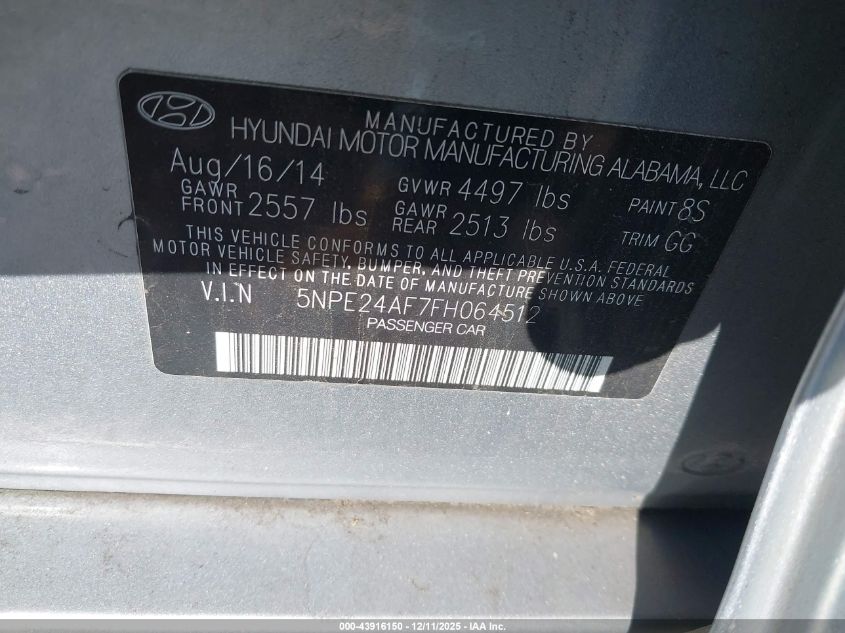 MANUFACTURED BY
HYUNDAI MOTOR MANUFACTURING ALABAMA, LLC
Aug/16/14 GVWR 4497 lbs PAINT 8S
GAWR FRONT 2557 lbs GAWR REAR 2513 lbs TRIM GG
THIS VEHICLE CONFORMS TO ALL APPLICABLE U.S.A. FEDERAL
MOTOR VEHICLE SAFETY, BUMPER, AND THEFT PREVENTION STANDARDS
IN EFFECT ON THE DATE OF MANUFACTURE SHOWN ABOVE.
V.I.N 5NPE24AF7FH064512
PASSENGER CAR
000-43916150 - 12/11/2025 - IAA Inc.